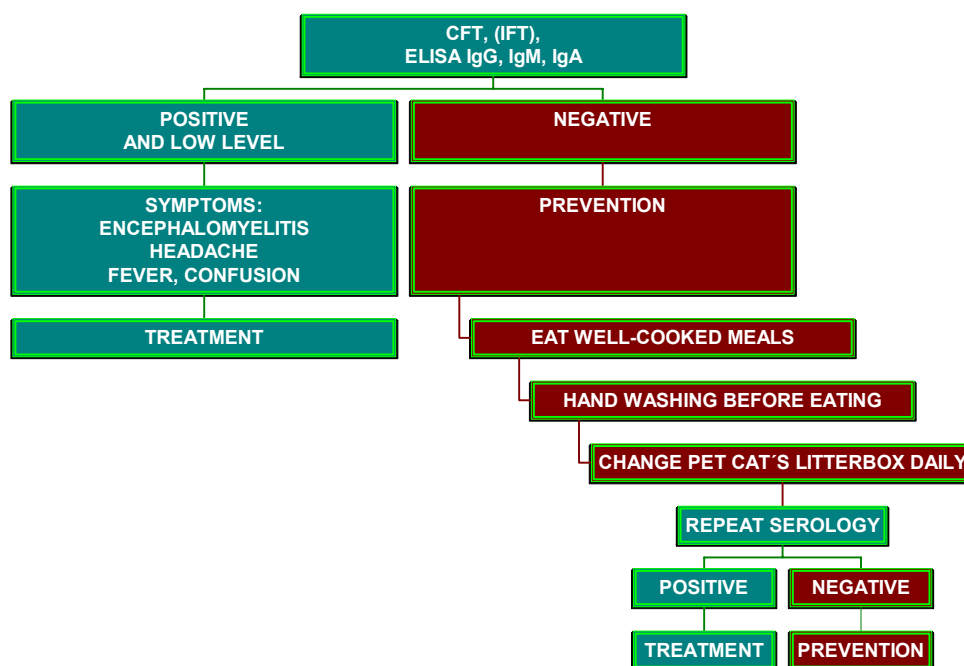 CFT, (IFT),
ELISA IgG, IgM, IgA
POSITIVE
AND LOW LEVEL
NEGATIVE
SYMPTOMS:
ENCEPHALOMYELITIS
HEADACHE
FEVER, CONFUSION
PREVENTION
TREATMENT
EAT WELL-COOKED MEALS
HAND WASHING BEFORE EATING
CHANGE PET CAT´S LITTERBOX DAILY
REPEAT SEROLOGY
POSITIVE
NEGATIVE
TREATMENT
PREVENTION